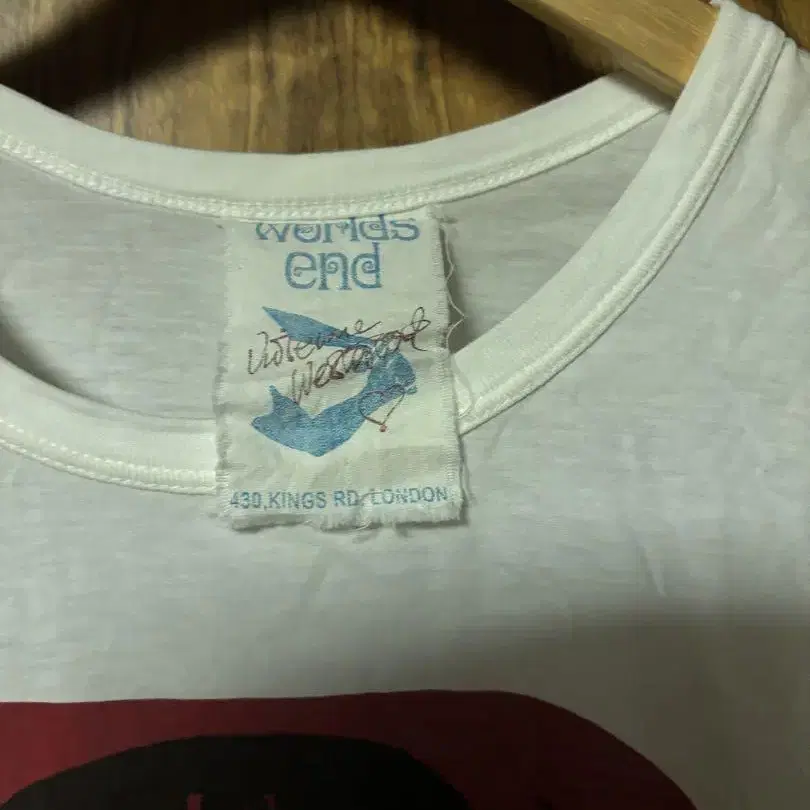 worlds
end
Vivienne
Westwood
430,KINGS RD. LONDON